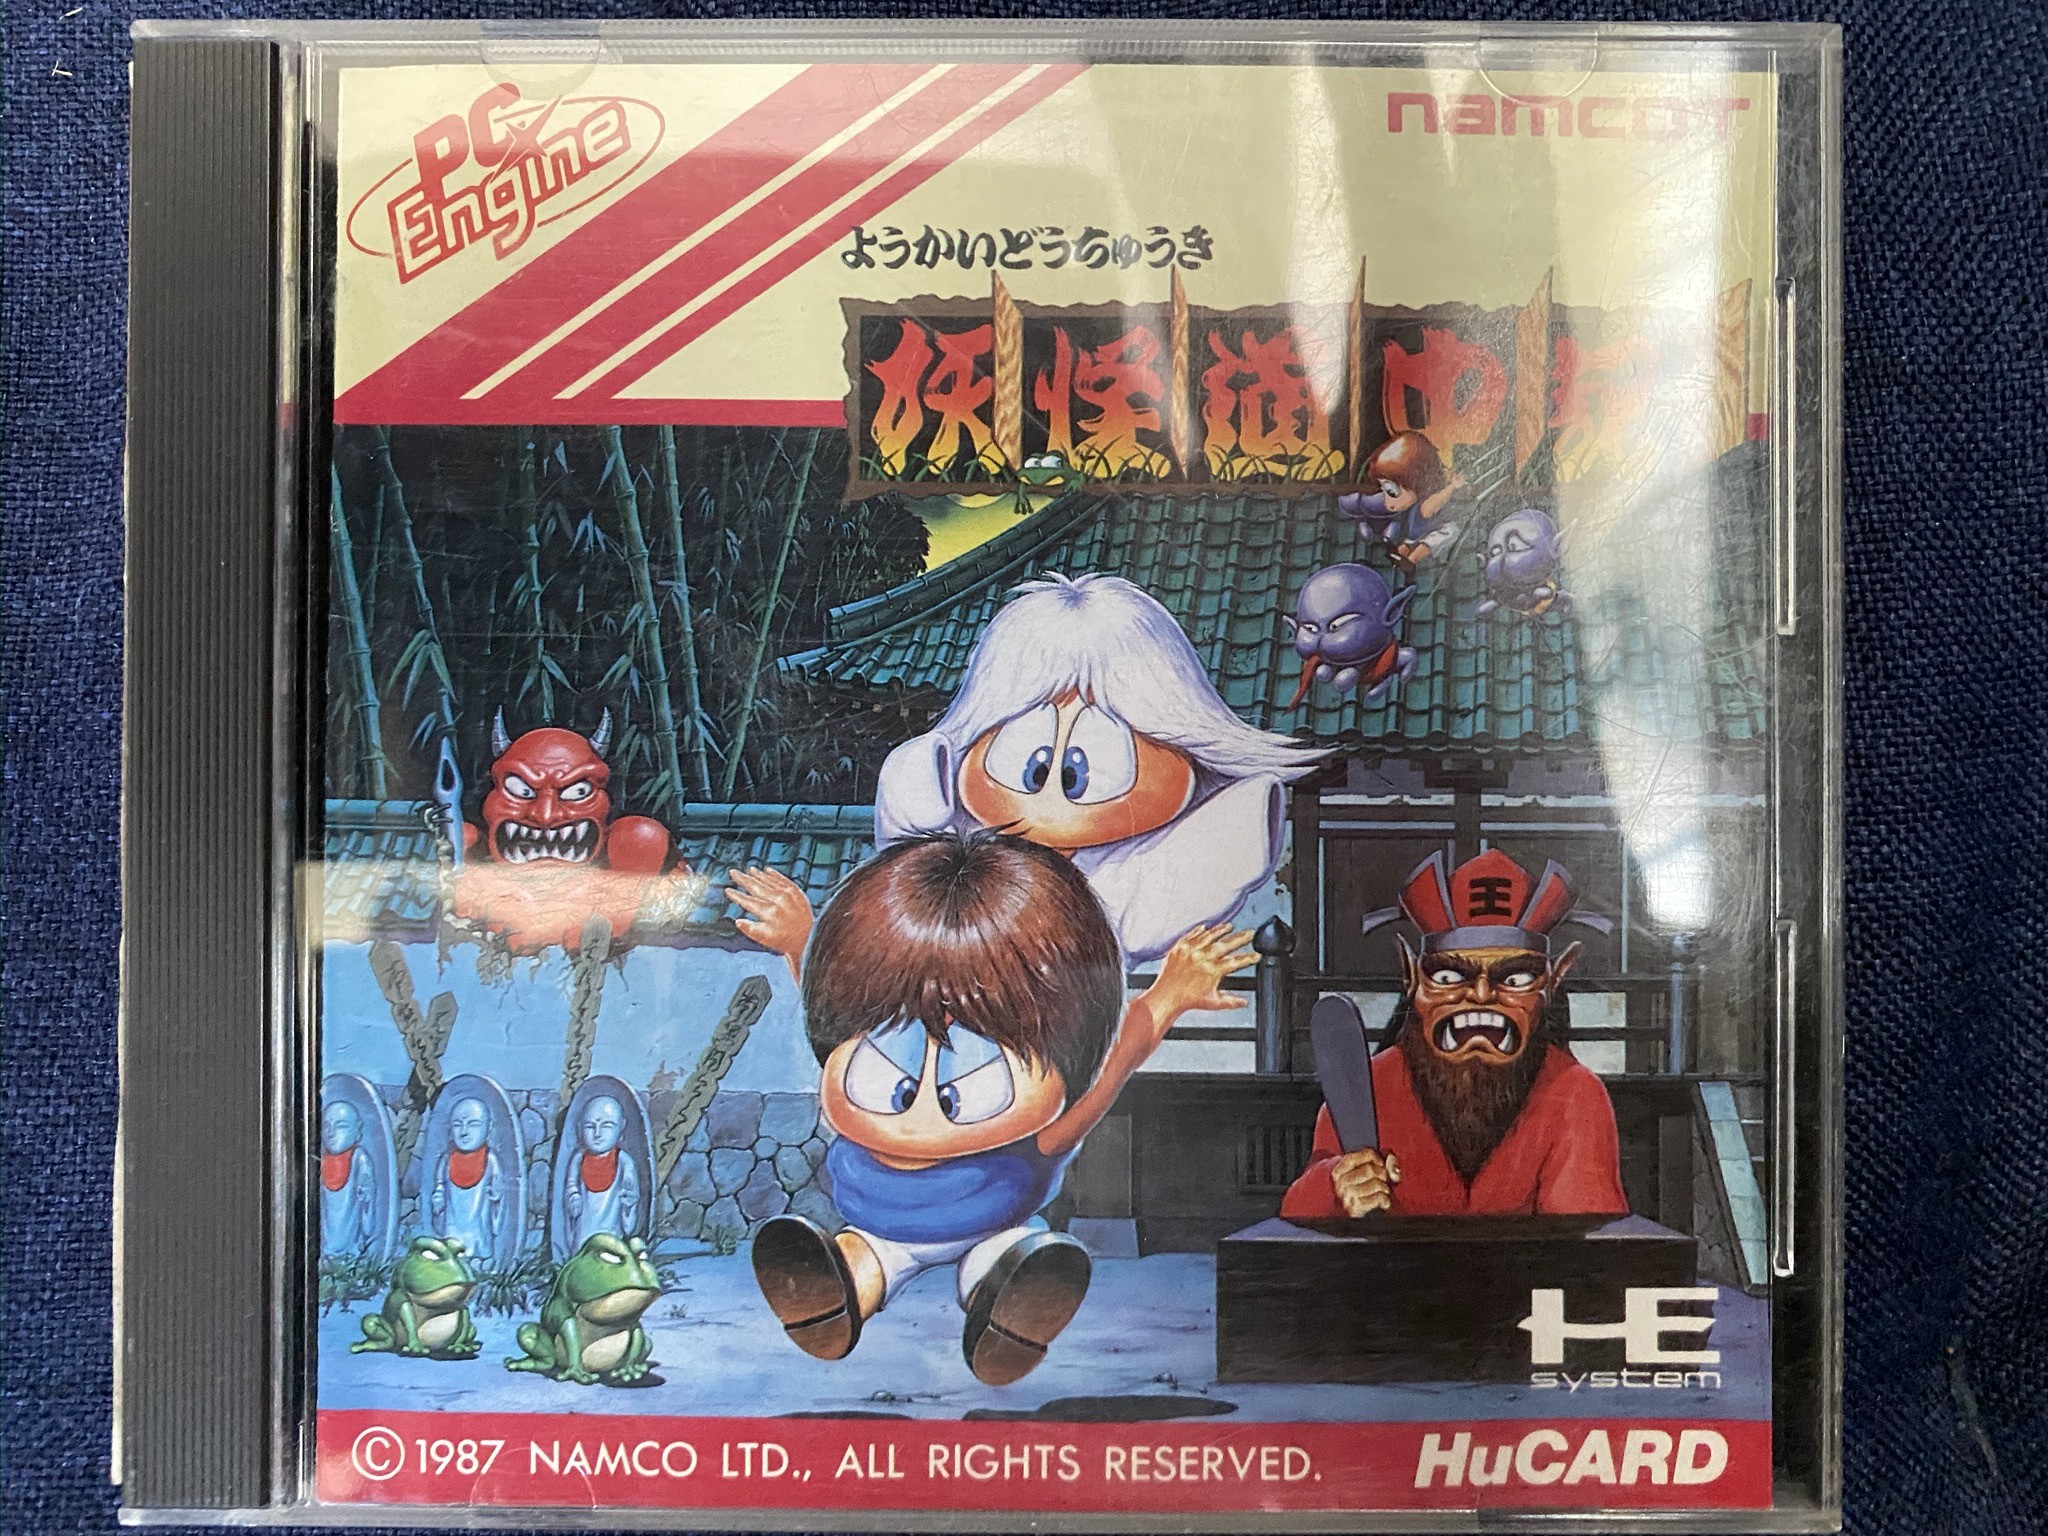 PC Engine
namcot
ようかいどうちゅうき
妖怪道中記
王
HE
system
© 1987 NAMCO LTD., ALL RIGHTS RESERVED.
HuCARD